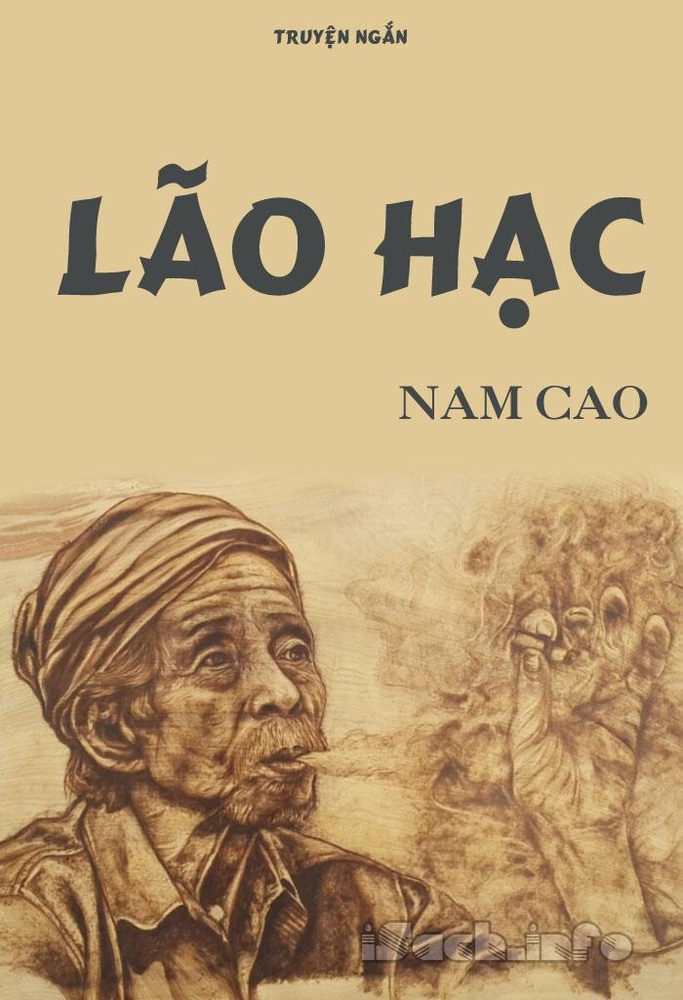 TRUYỆN NGẮN
LÃO HẠC
NAM CAO
iSach.info